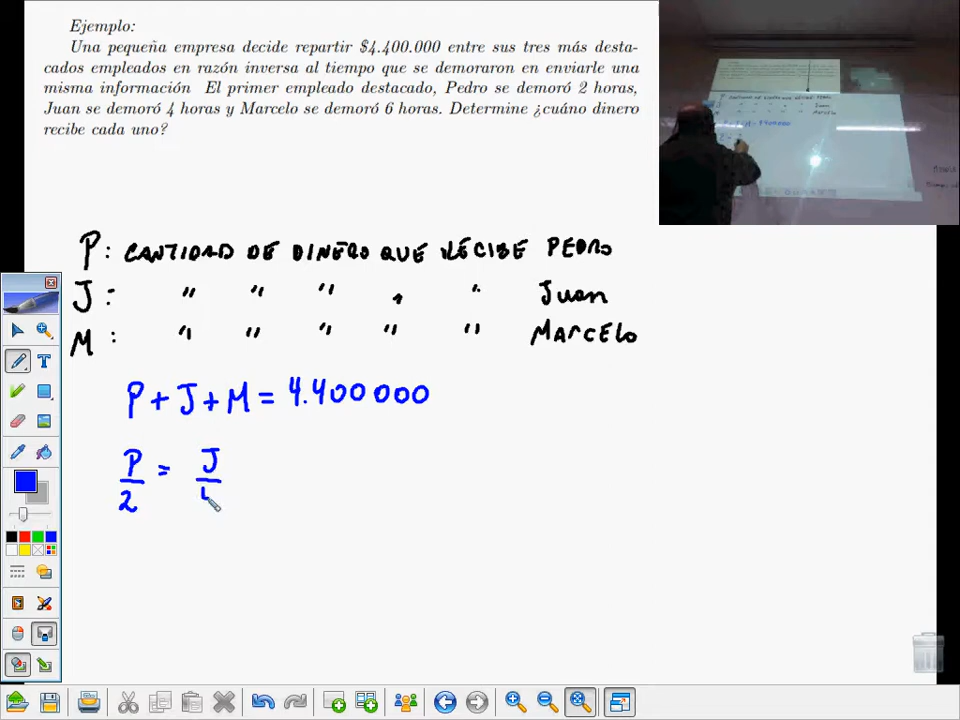 Ejemplo:
Una pequeña empresa decide repartir $4.400.000 entre sus tres más desta-
cados empleados en razón inversa al tiempo que se demoraron en enviarle una
misma información El primer empleado destacado, Pedro se demoró 2 horas,
Juan se demoró 4 horas y Marcelo se demoró 6 horas. Determine ¿cuáno dinero
recibe cada uno?
P: CANTIDAD DE DINERO QUE RECIBE PEDRO
J: " " " " " Juan
M: " " " " " MARCELO
P + J + M = 4.400 000
P/2 = J/4